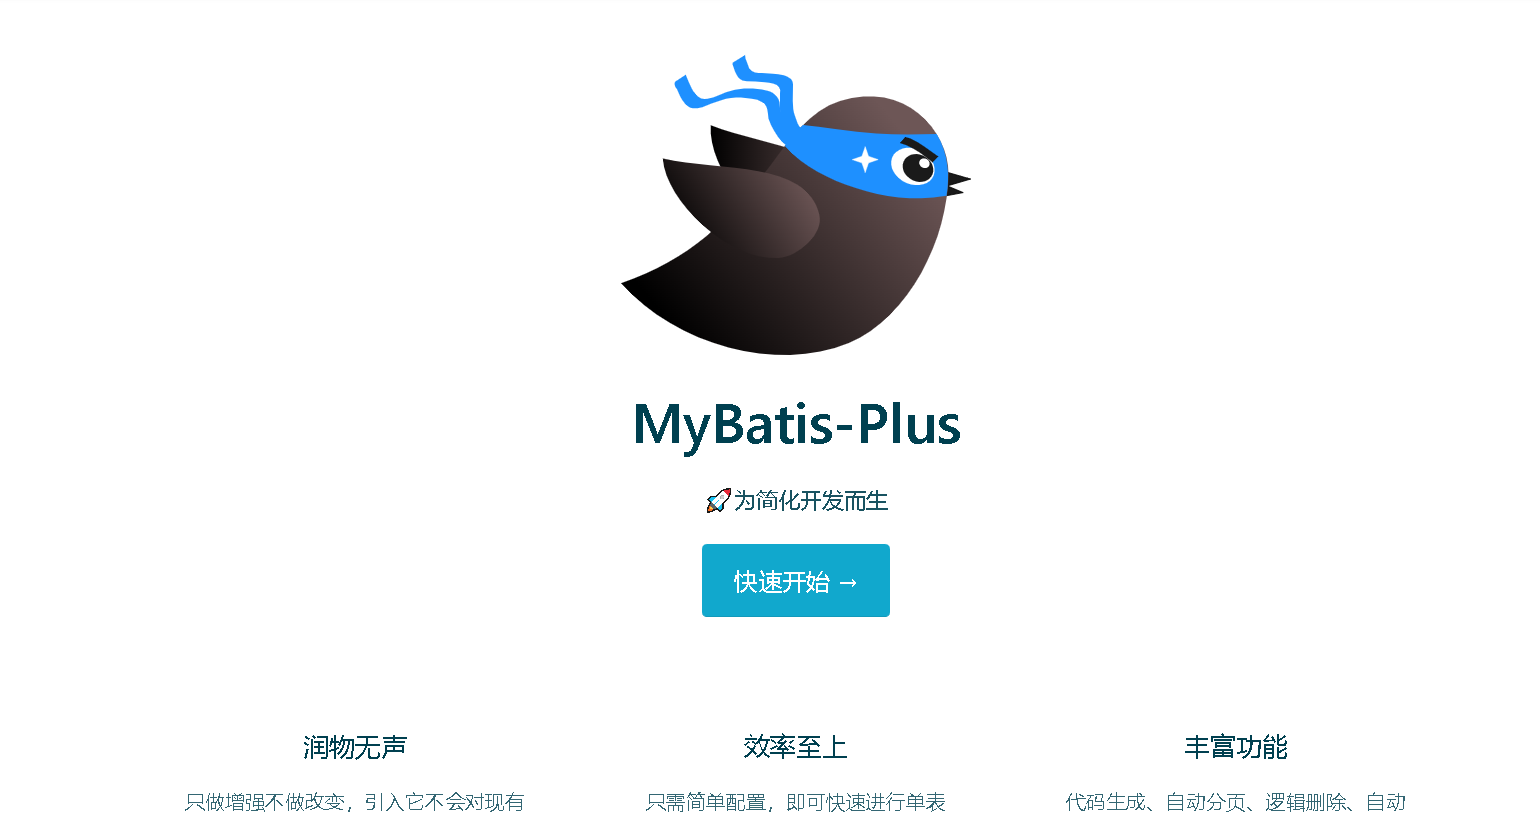 MyBatis-Plus
🚀为简化开发而生
快速开始 →
润物无声
效率至上
丰富功能
只做增强不做改变，引入它不会对现有
只需简单配置，即可快速进行单表
代码生成、自动分页、逻辑删除、自动